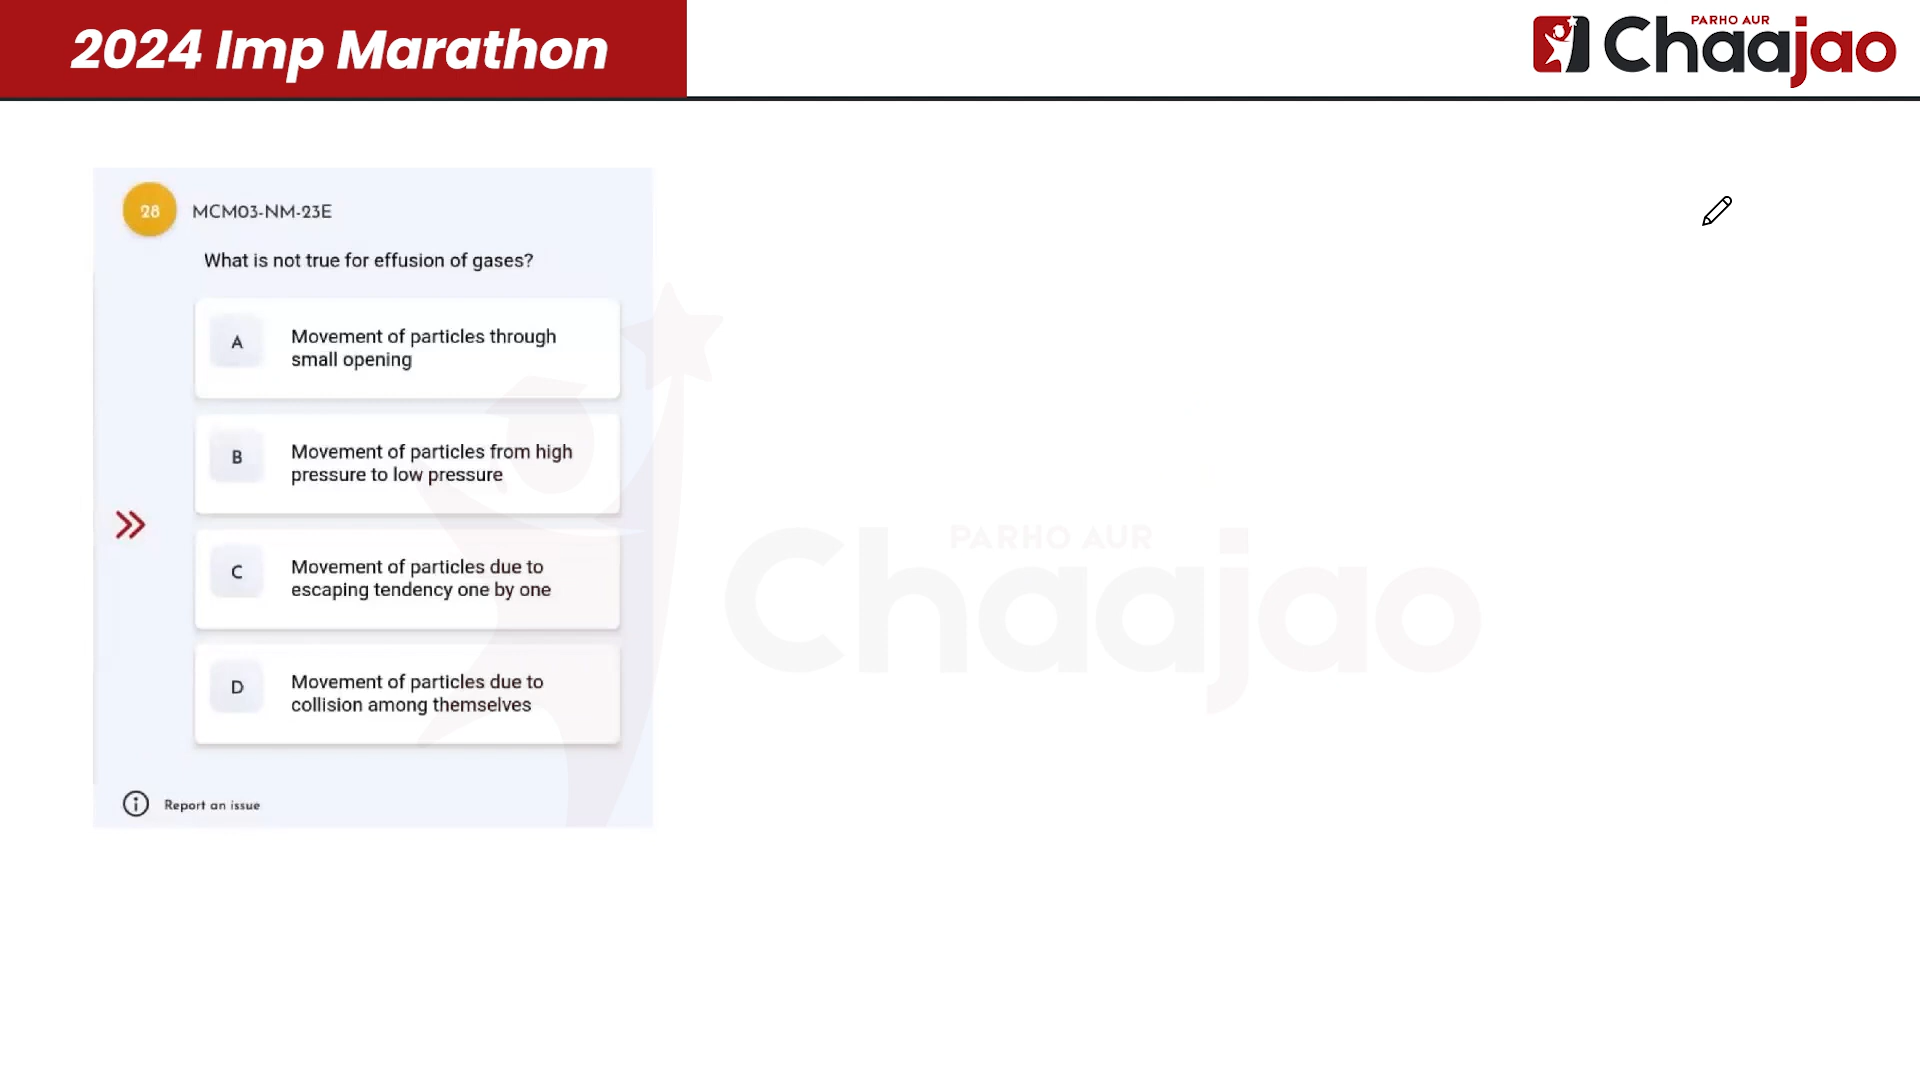 2024 Imp Marathon
PARHO AUR
Chaajao
28 MCM03-NM-23E
What is not true for effusion of gases?
A Movement of particles through
small opening
B Movement of particles from high
pressure to low pressure
C Movement of particles due to
escaping tendency one by one
D Movement of particles due to
collision among themselves
Report an issue
PARHO AUR
Chaajao